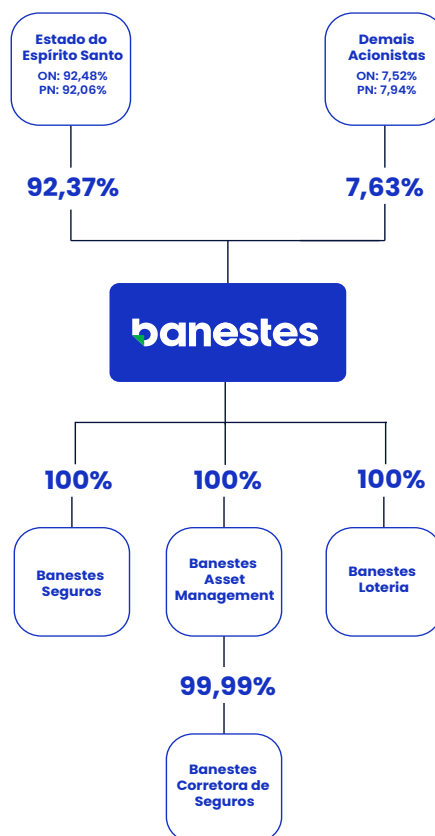 Estado do
Espírito Santo
ON: 92,48%
PN: 92,06%
Demais
Acionistas
ON: 7,52%
PN: 7,94%
92,37%
7,63%
banestes
100%
100%
100%
Banestes
Seguros
Banestes
Asset
Management
Banestes
Loteria
99,99%
Banestes
Corretora de
Seguros